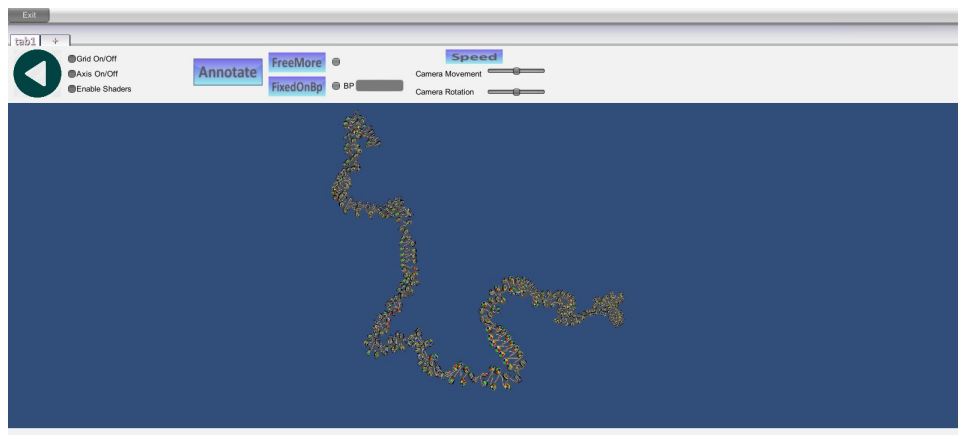 Exit
tab1 +
Grid On/Off
Axis On/Off
Enable Shaders
Annotate
FreeMore
FixedOnBp
BP
Speed
Camera Movement
Camera Rotation